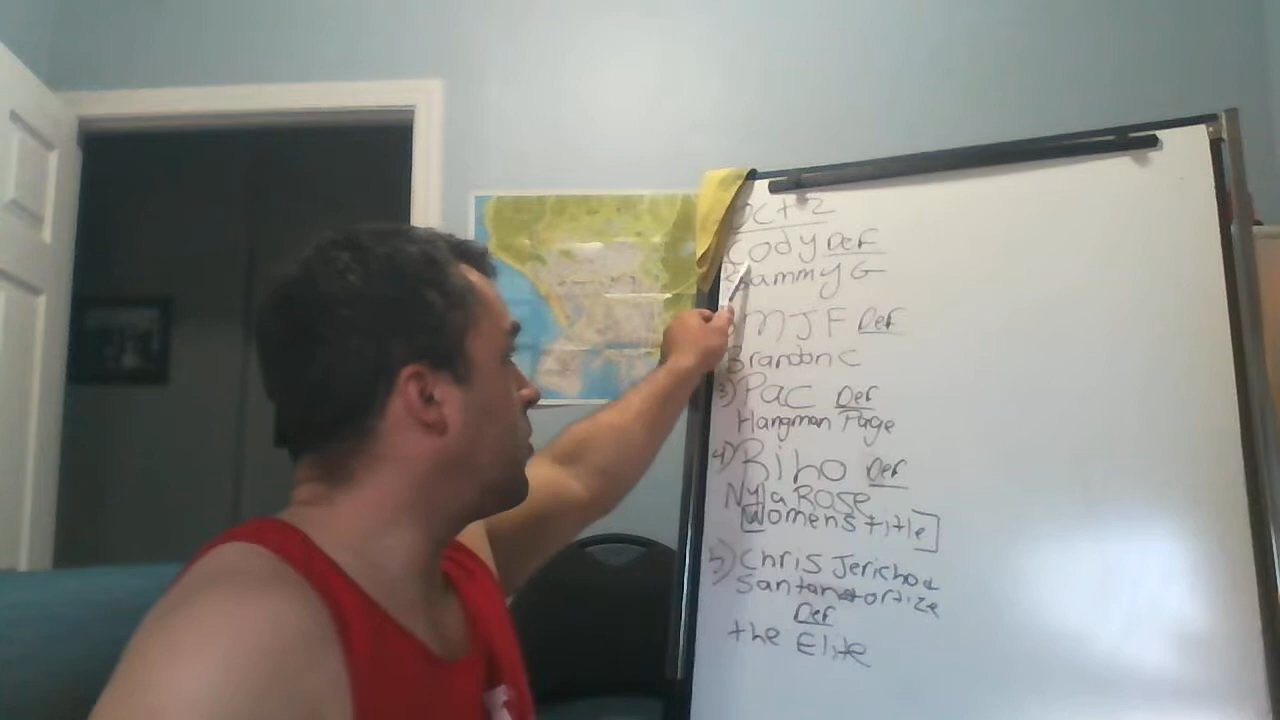 Oct 2
Cody Def
Sammy G
MJF Def
Brandon C
3) Pac Def
Hangman Page
4) Riho Def
Nyla Rose
[Womens title]
5) Chris Jericho &
Santana + ortize
Def
the Elite